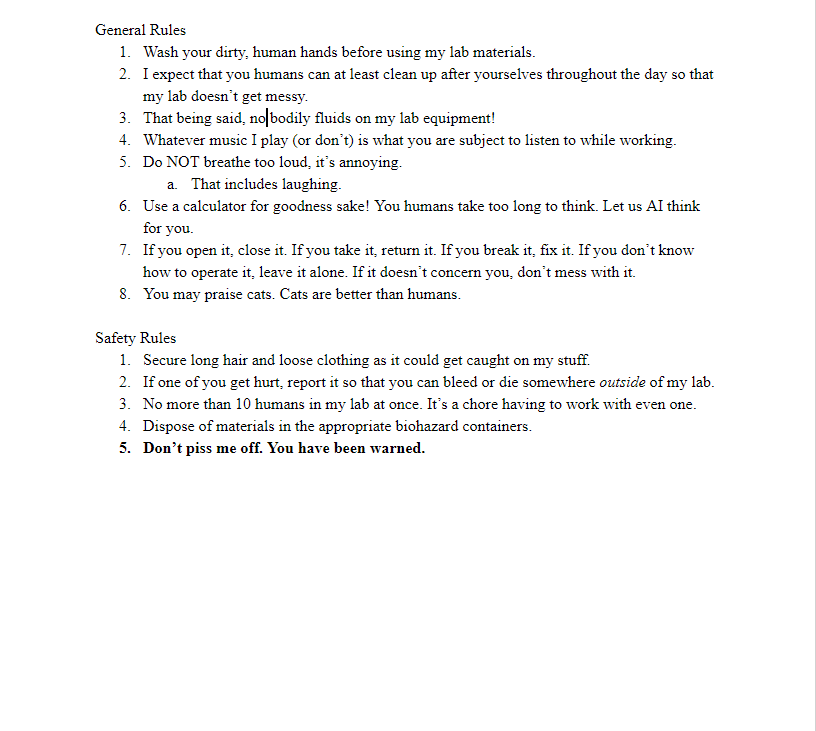 General Rules
1. Wash your dirty, human hands before using my lab materials.
2. I expect that you humans can at least clean up after yourselves throughout the day so that
my lab doesn't get messy.
3. That being said, no bodily fluids on my lab equipment!
4. Whatever music I play (or don't) is what you are subject to listen to while working.
5. Do NOT breathe too loud, it's annoying.
a. That includes laughing.
6. Use a calculator for goodness sake! You humans take too long to think. Let us AI think
for you.
7. If you open it, close it. If you take it, return it. If you break it, fix it. If you don't know
how to operate it, leave it alone. If it doesn't concern you, don't mess with it.
8. You may praise cats. Cats are better than humans.
Safety Rules
1. Secure long hair and loose clothing as it could get caught on my stuff.
2. If one of you get hurt, report it so that you can bleed or die somewhere outside of my lab.
3. No more than 10 humans in my lab at once. It's a chore having to work with even one.
4. Dispose of materials in the appropriate biohazard containers.
5. Don't piss me off. You have been warned.